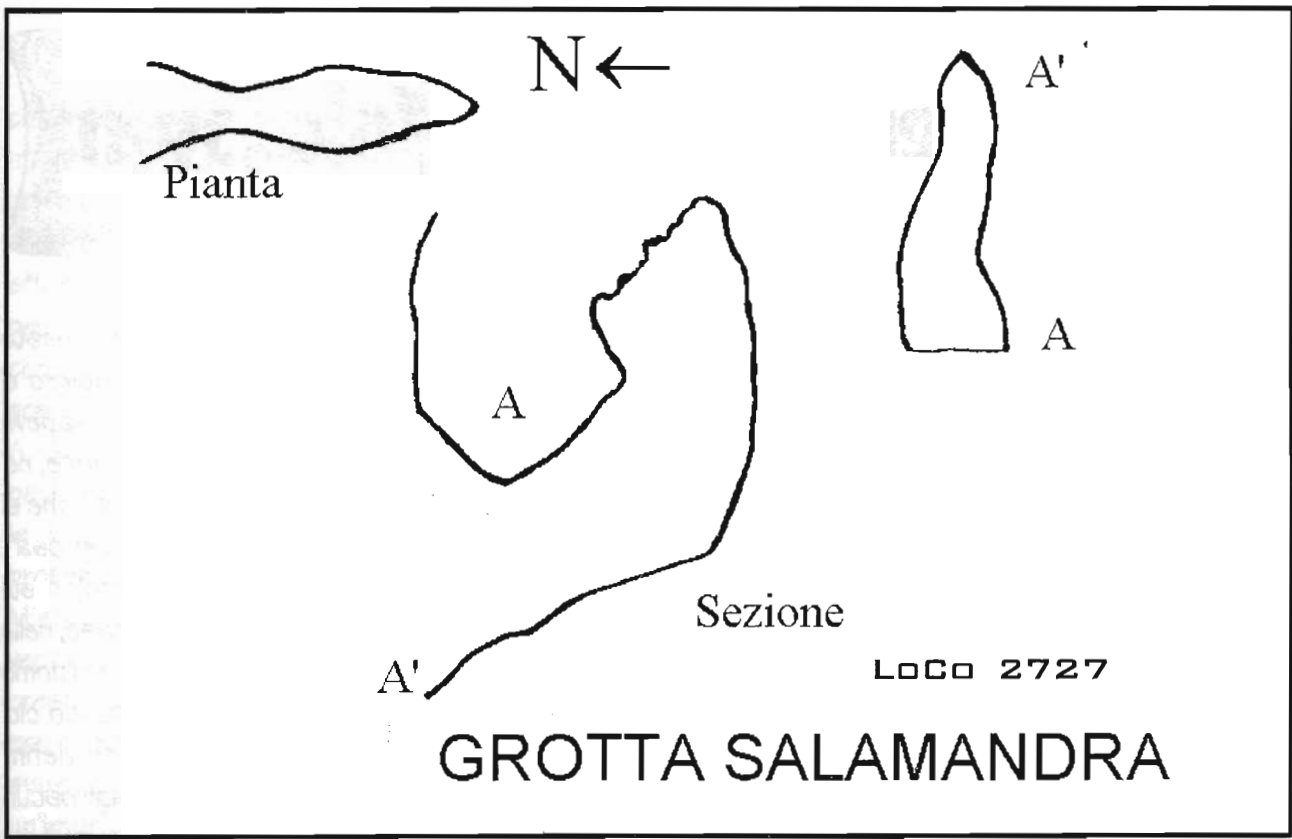 N ←
A'
Pianta
A
A
Sezione
A'
LoCo 2727
GROTTA SALAMANDRA